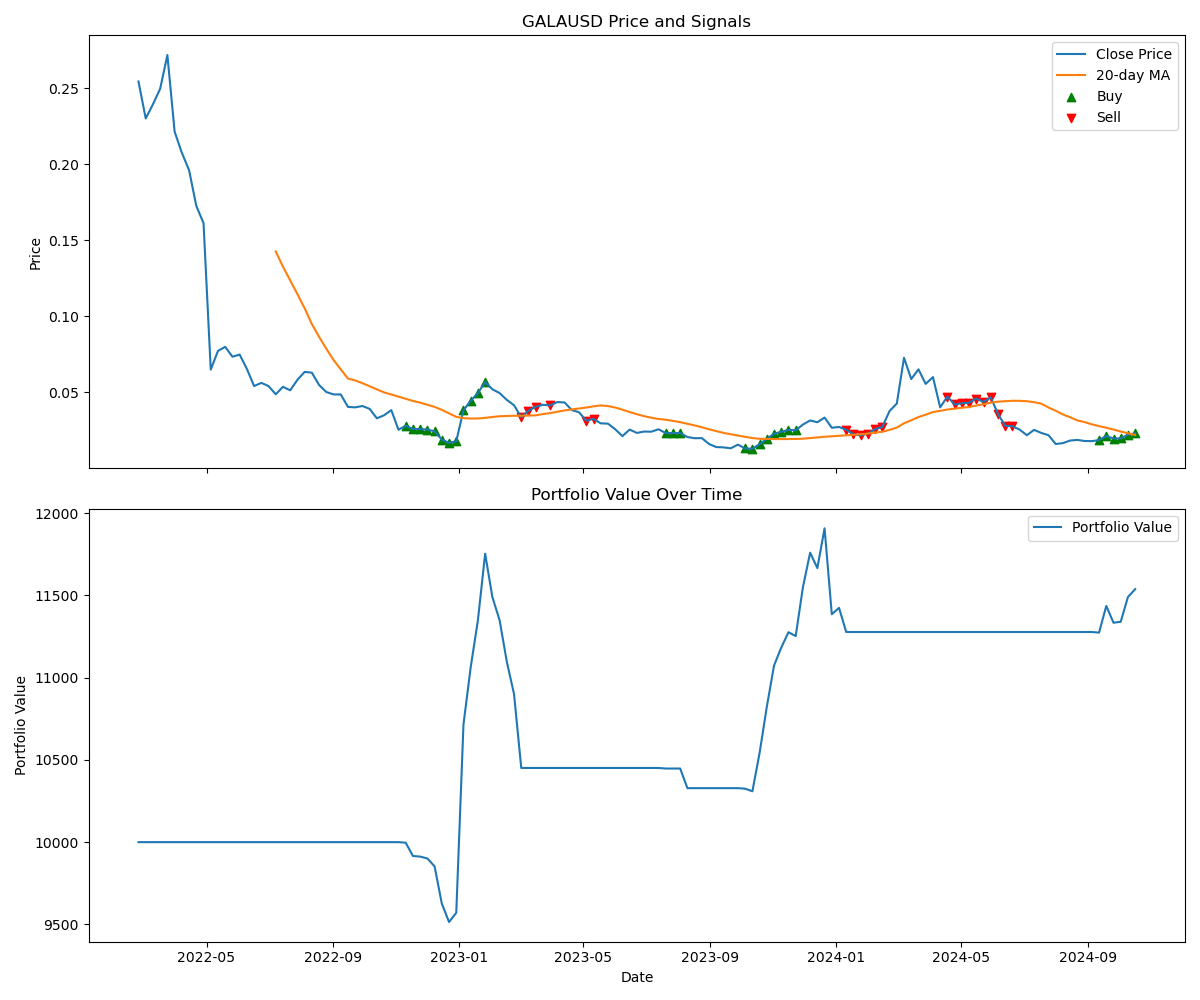 GALAUSD Price and Signals
Close Price
20-day MA
Buy
Sell
0.25
0.20
0.15
0.10
0.05
Price
Portfolio Value Over Time
Portfolio Value
12000
11500
11000
10500
10000
9500
Portfolio Value
2022-05 2022-09 2023-01 2023-05 2023-09 2024-01 2024-05 2024-09
Date